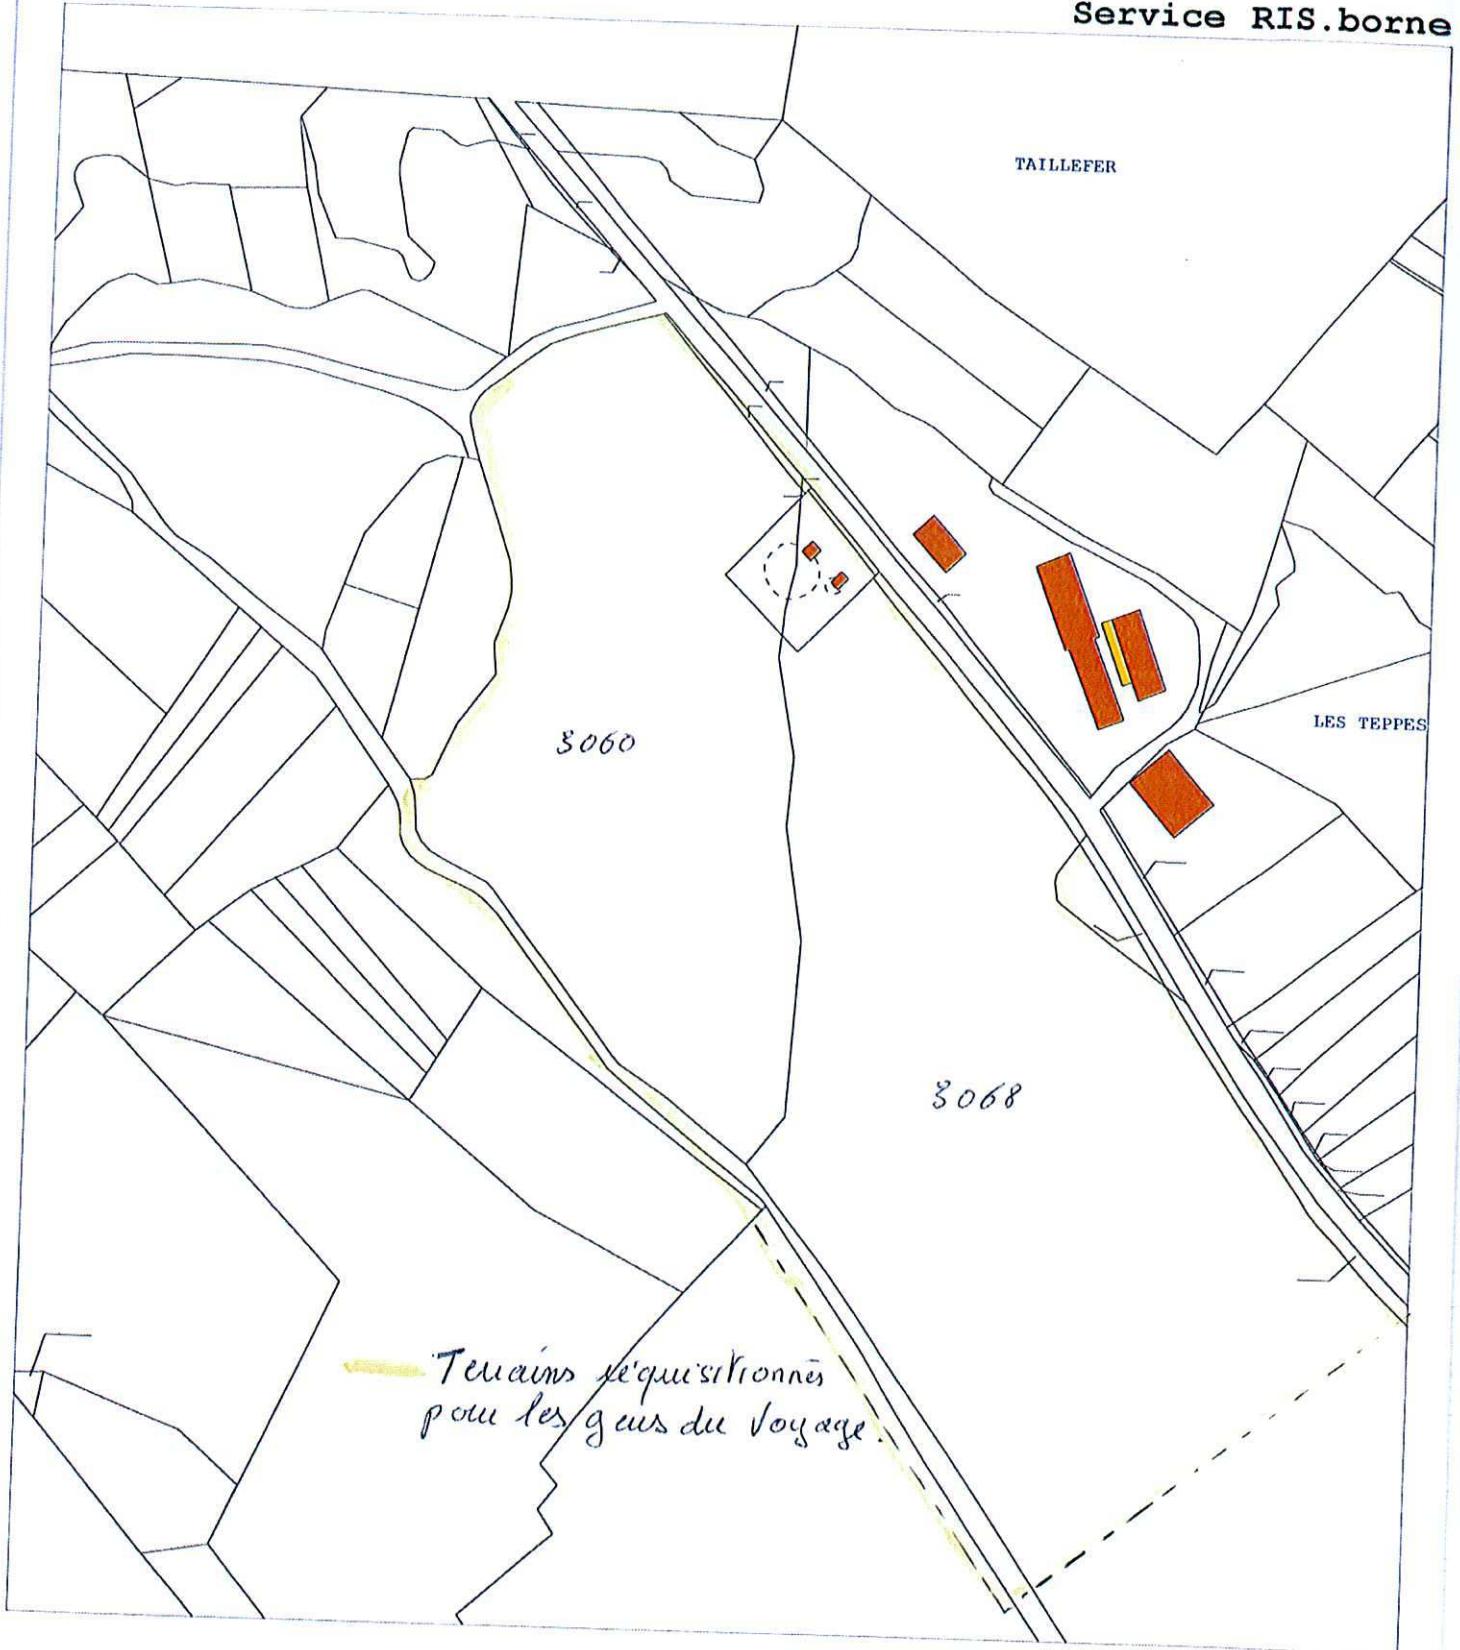 Service RIS.borne
TAILLEFER
LES TEPPES
3060
3068
Terrains réquisitionnés
pour les gens du voyage.